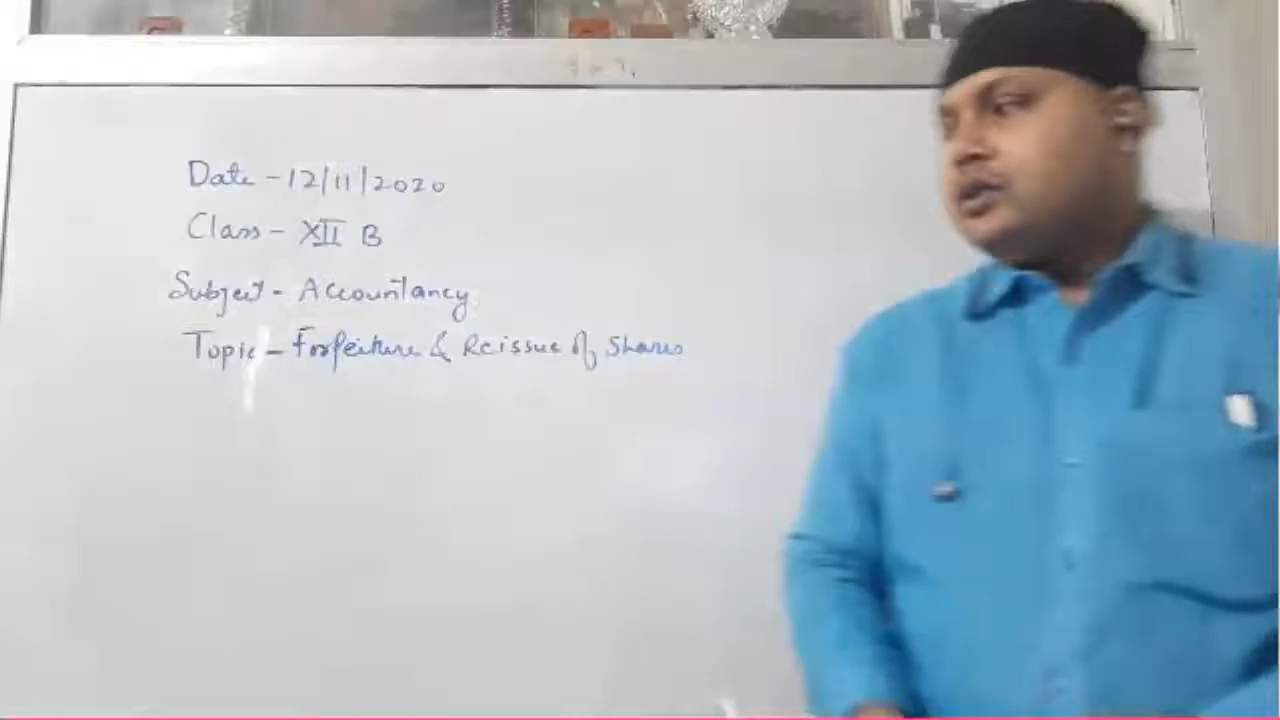 Date - 12/11/2020
Class - XII B
Subject - Accountancy
Topic - Forfeiture & Reissue of Shares